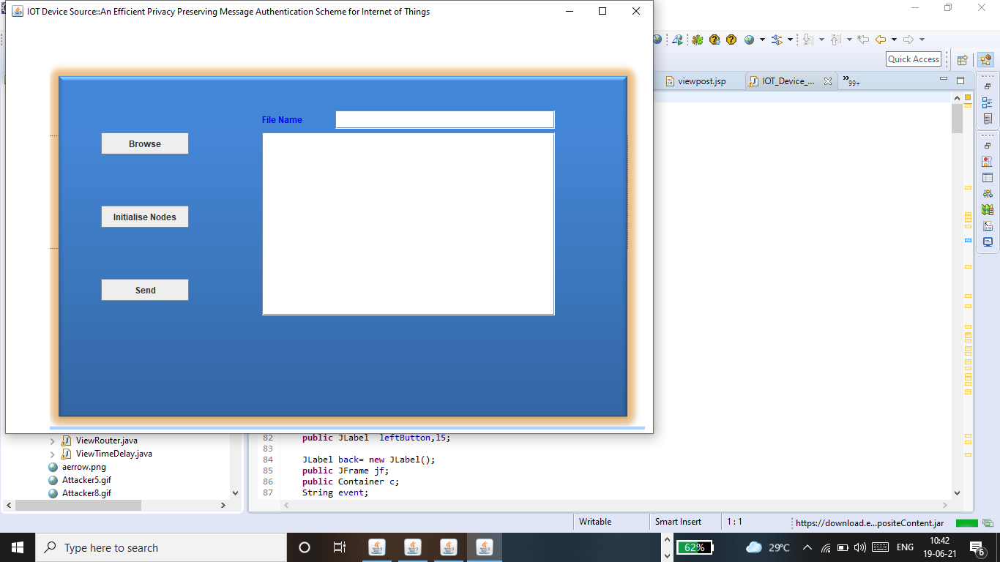 IOT Device Source::An Efficient Privacy Preserving Message Authentication Scheme for Internet of Things
Quick Access
viewpost.jsp
IOT_Device_...
99+
File Name
Browse
Initialise Nodes
Send
ViewRouter.java
ViewTimeDelay.java
aerrow.png
Attacker5.gif
Attacker8.gif
82 public JLabel leftButton,l5;
83
84 JLabel back= new JLabel();
85 public JFrame jf;
86 public Container c;
87 String event;
Writable
Smart Insert
1 : 1
https://download.e...positeContent.jar
Type here to search
62%
29°C
ENG
10:42
19-06-21
6